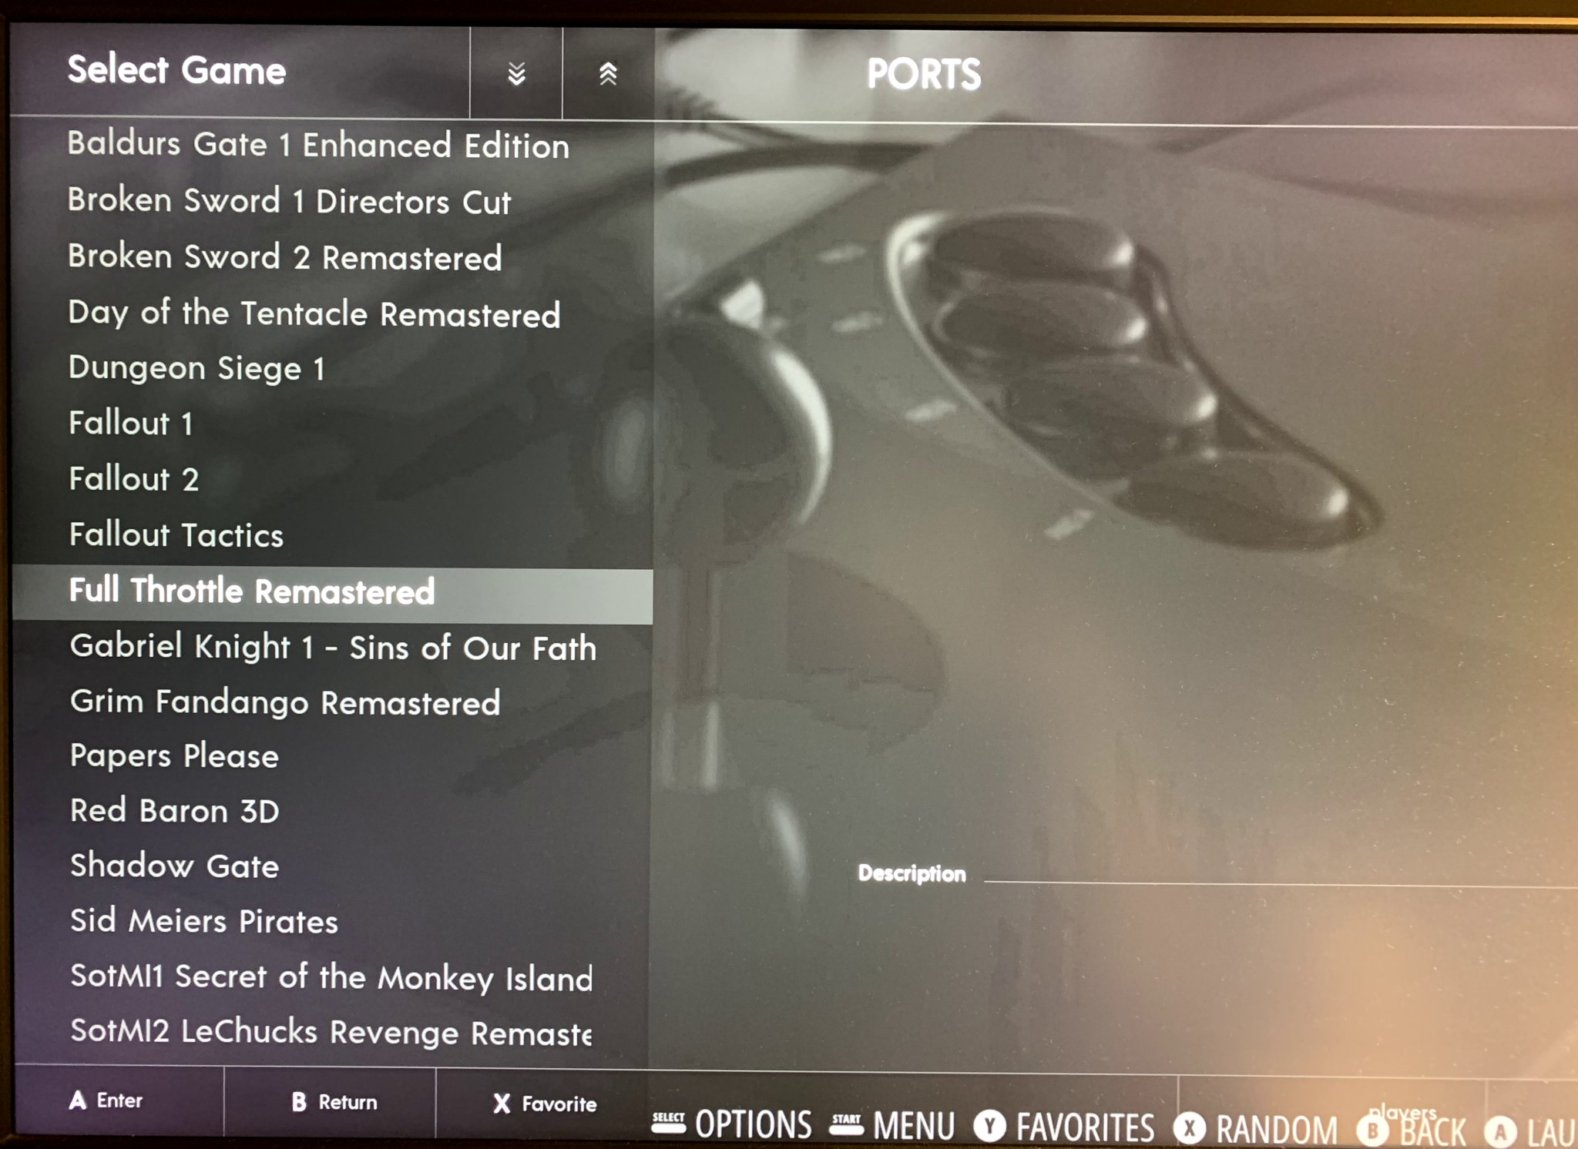 Select Game
PORTS
Baldurs Gate 1 Enhanced Edition
Broken Sword 1 Directors Cut
Broken Sword 2 Remastered
Day of the Tentacle Remastered
Dungeon Siege 1
Fallout 1
Fallout 2
Fallout Tactics
Full Throttle Remastered
Gabriel Knight 1 - Sins of Our Fath
Grim Fandango Remastered
Papers Please
Red Baron 3D
Shadow Gate
Description
Sid Meiers Pirates
SotMI1 Secret of the Monkey Island
SotMI2 LeChucks Revenge Remaste
A Enter
B Return
X Favorite
SELECT OPTIONS START MENU Y FAVORITES X RANDOM B BACK A LAU
players